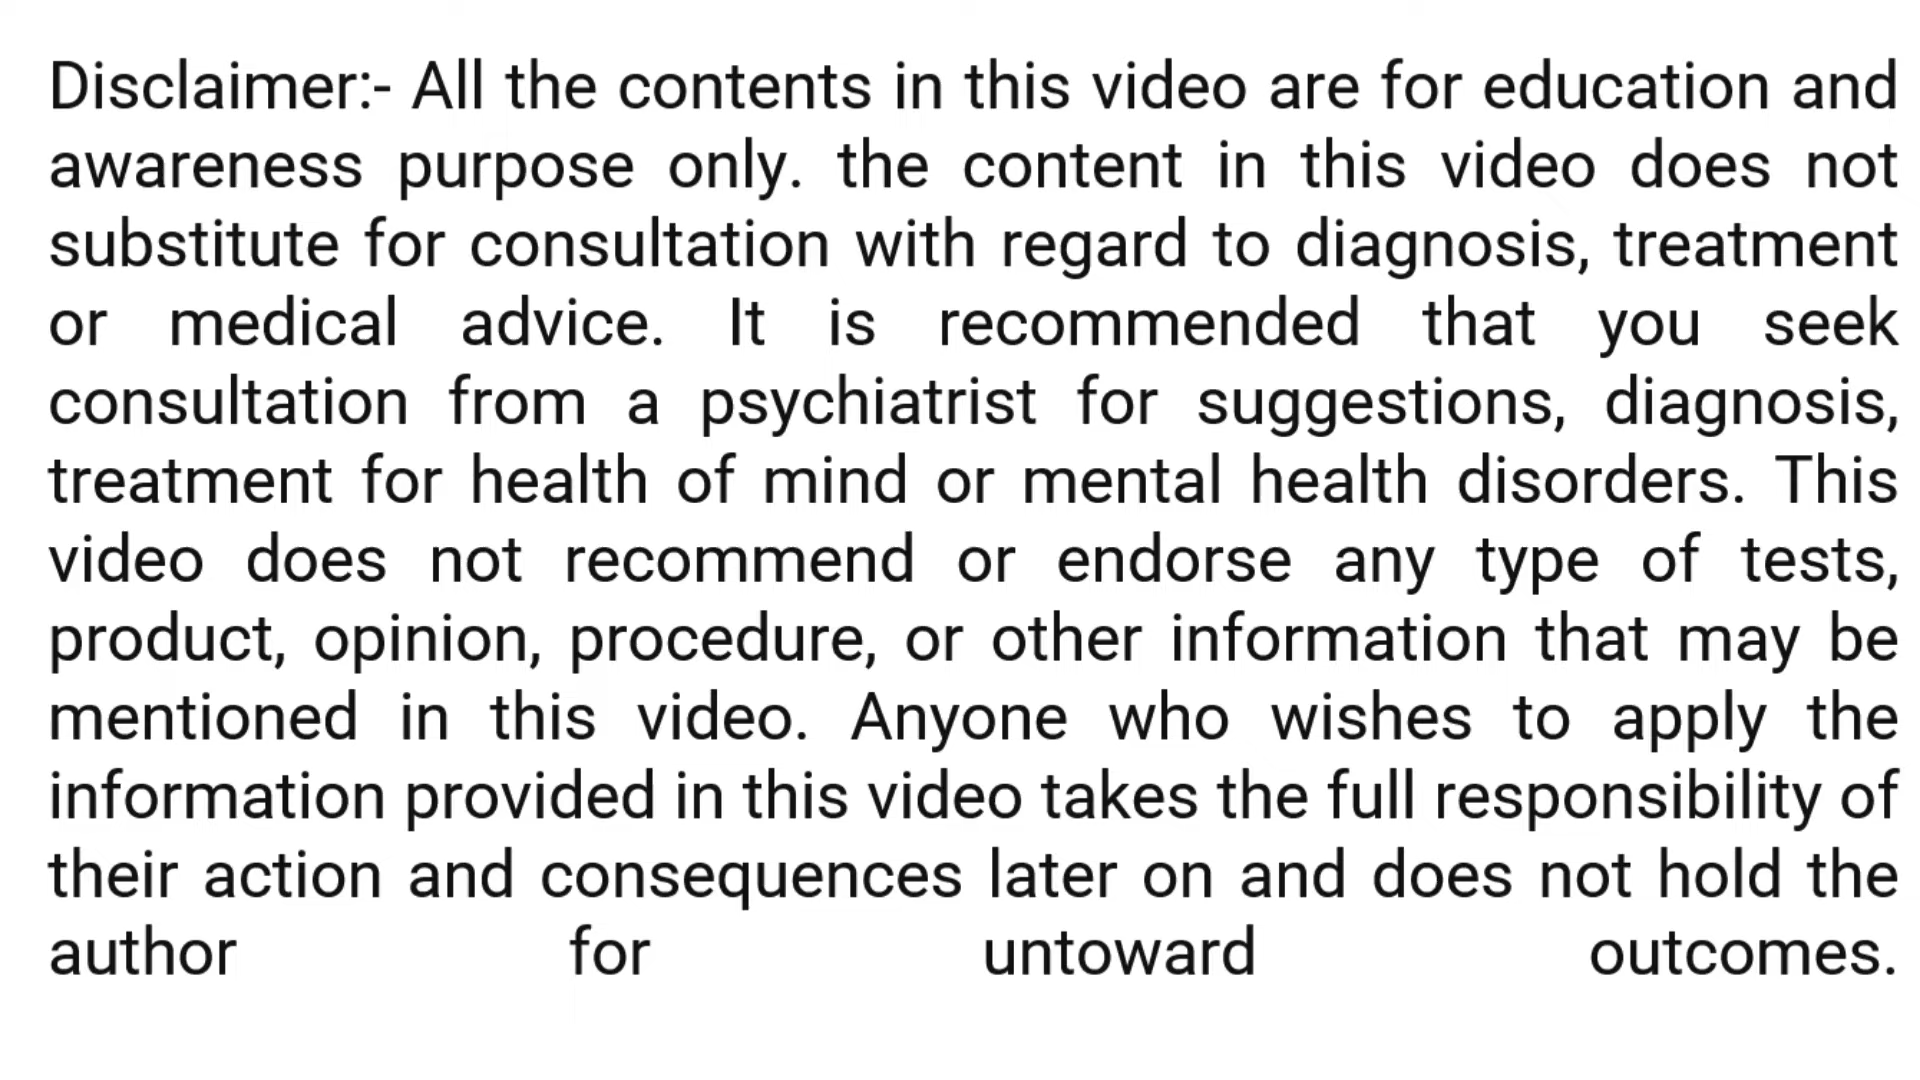 Disclaimer:- All the contents in this video are for education and
awareness purpose only. the content in this video does not
substitute for consultation with regard to diagnosis, treatment
or medical advice. It is recommended that you seek
consultation from a psychiatrist for suggestions, diagnosis,
treatment for health of mind or mental health disorders. This
video does not recommend or endorse any type of tests,
product, opinion, procedure, or other information that may be
mentioned in this video. Anyone who wishes to apply the
information provided in this video takes the full responsibility of
their action and consequences later on and does not hold the
author for untoward outcomes.